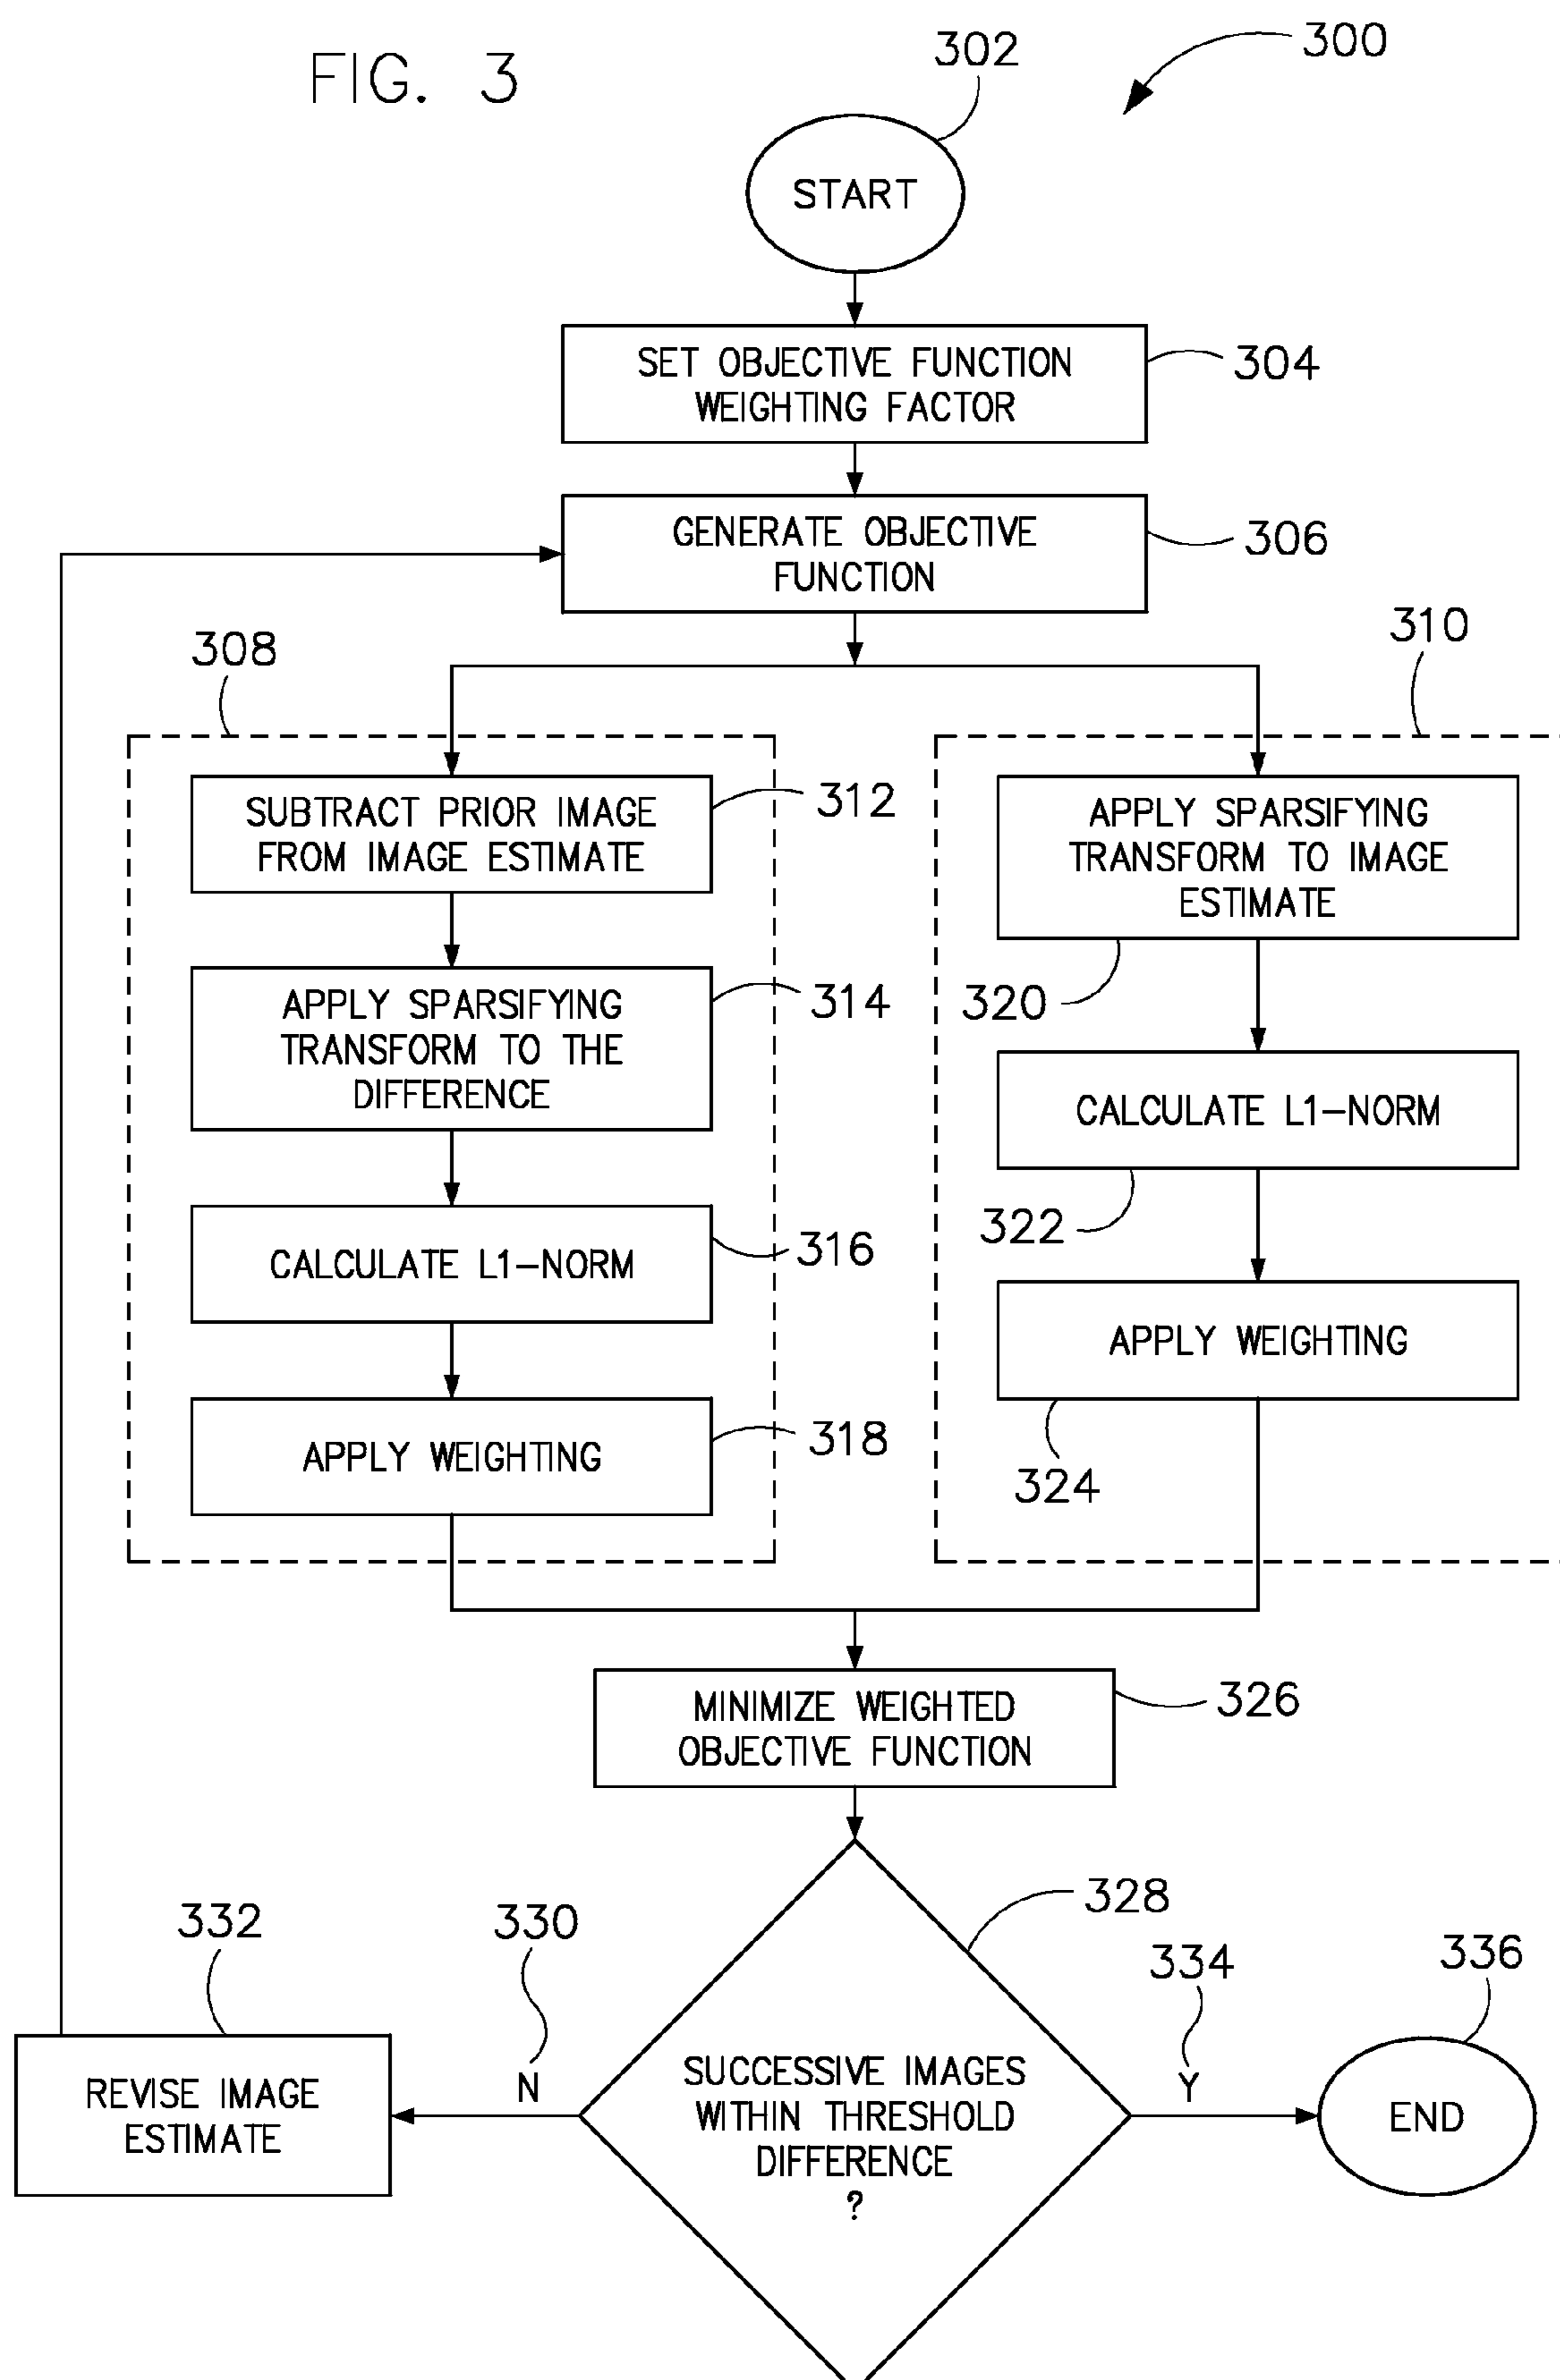 FIG. 3
302
300
START
SET OBJECTIVE FUNCTION
WEIGHTING FACTOR
304
GENERATE OBJECTIVE
FUNCTION
306
308
310
SUBTRACT PRIOR IMAGE
FROM IMAGE ESTIMATE
312
APPLY SPARSIFYING
TRANSFORM TO THE
DIFFERENCE
314
CALCULATE L1-NORM
316
APPLY WEIGHTING
318
APPLY SPARSIFYING
TRANSFORM TO IMAGE
ESTIMATE
320
CALCULATE L1-NORM
322
APPLY WEIGHTING
324
MINIMIZE WEIGHTED
OBJECTIVE FUNCTION
326
328
SUCCESSIVE IMAGES
WITHIN THRESHOLD
DIFFERENCE
?
330
N
332
REVISE IMAGE
ESTIMATE
334
Y
336
END